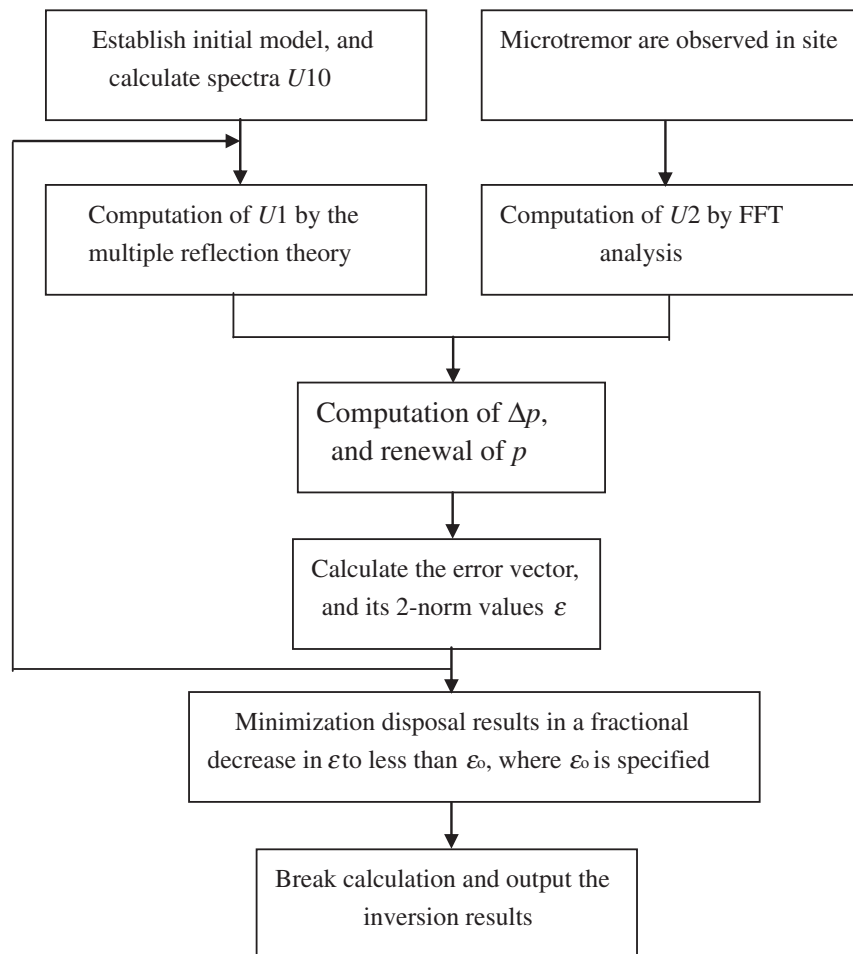 Establish initial model, and
calculate spectra U10
Microtremor are observed in site
Computation of U1 by the
multiple reflection theory
Computation of U2 by FFT
analysis
Computation of Δp,
and renewal of p
Calculate the error vector,
and its 2-norm values ε
Minimization disposal results in a fractional
decrease in ε to less than ε₀, where ε₀ is specified
Break calculation and output the
inversion results